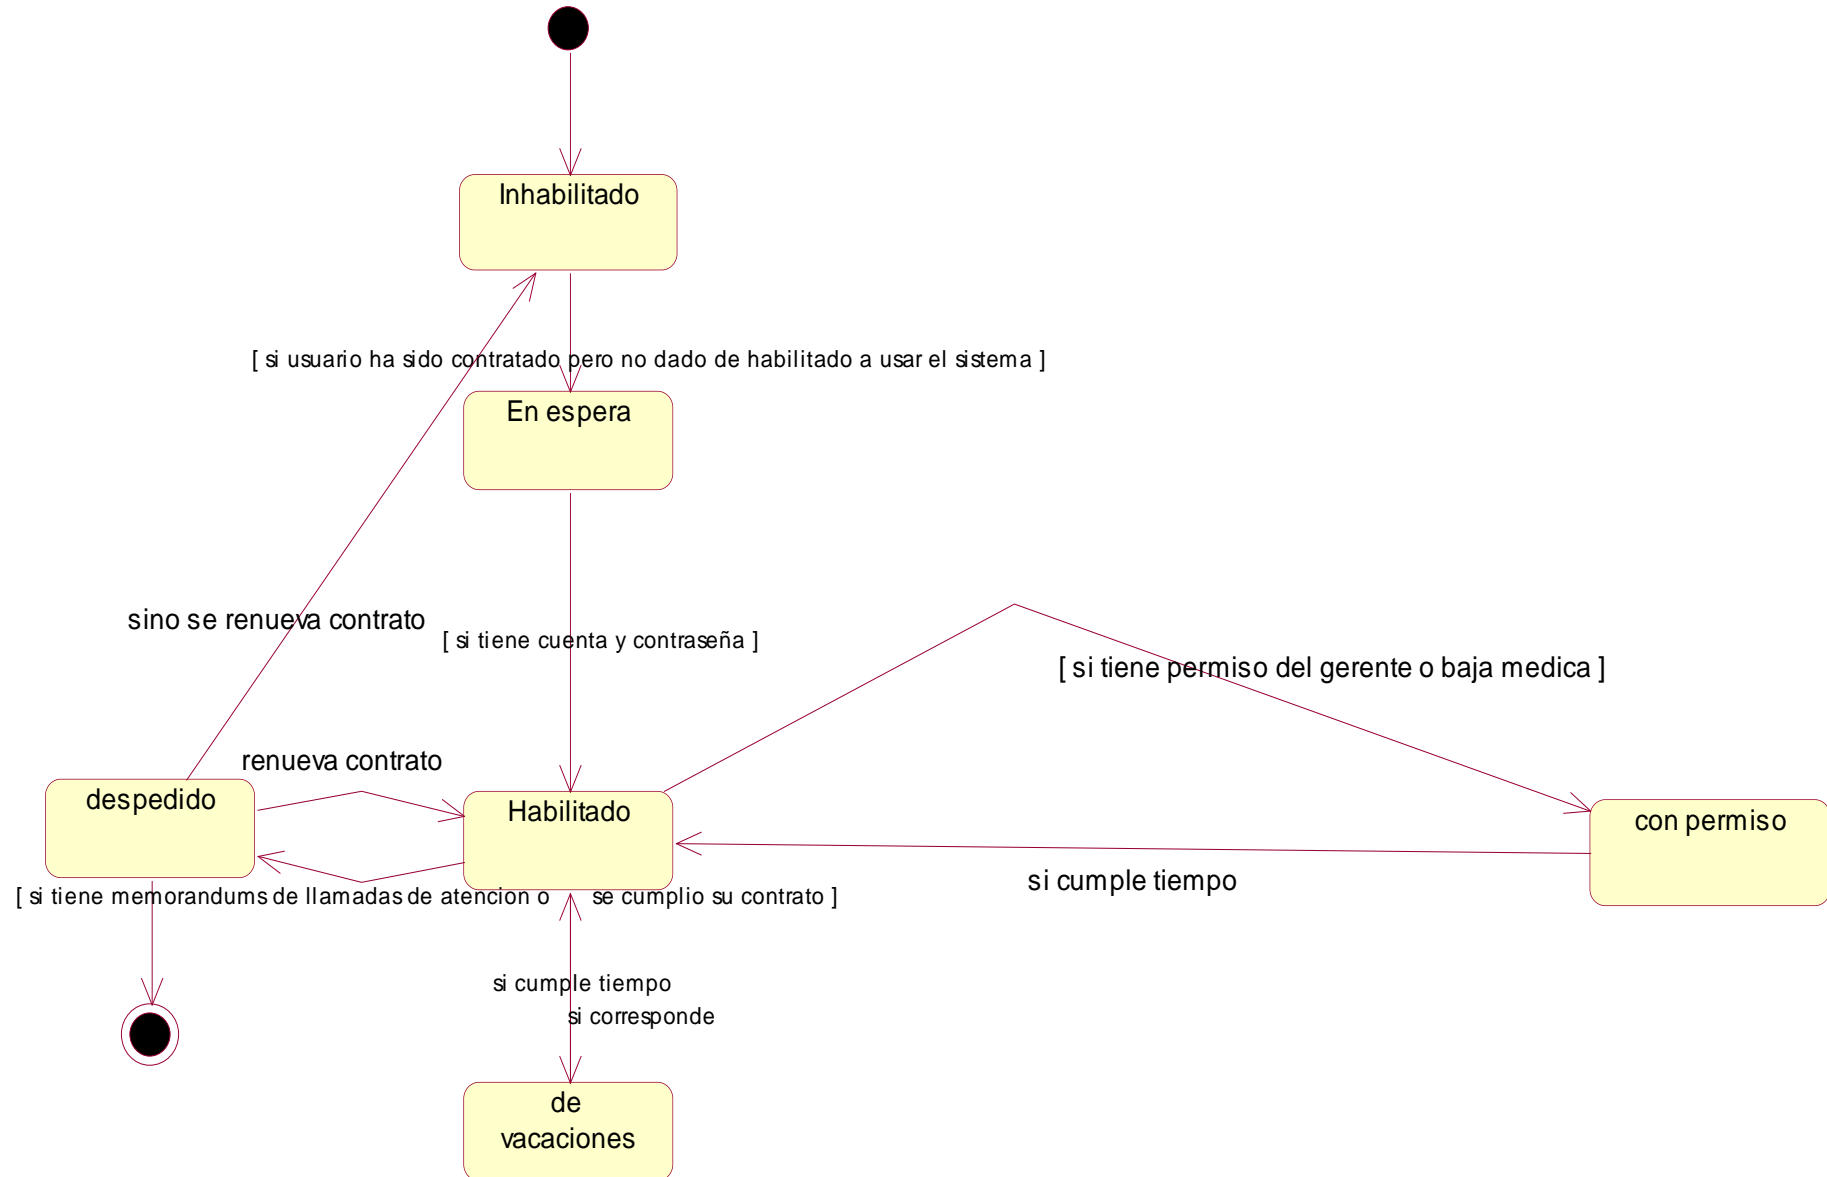 Inhabilitado
[ si usuario ha sido contratado pero no dado de habilitado a usar el sistema ]
En espera
sino se renueva contrato
[ si tiene cuenta y contraseña ]
[ si tiene permiso del gerente o baja medica ]
renueva contrato
despedido
Habilitado
con permiso
si cumple tiempo
[ si tiene memorandums de llamadas de atencion o se cumplio su contrato ]
si cumple tiempo
si corresponde
de
vacaciones